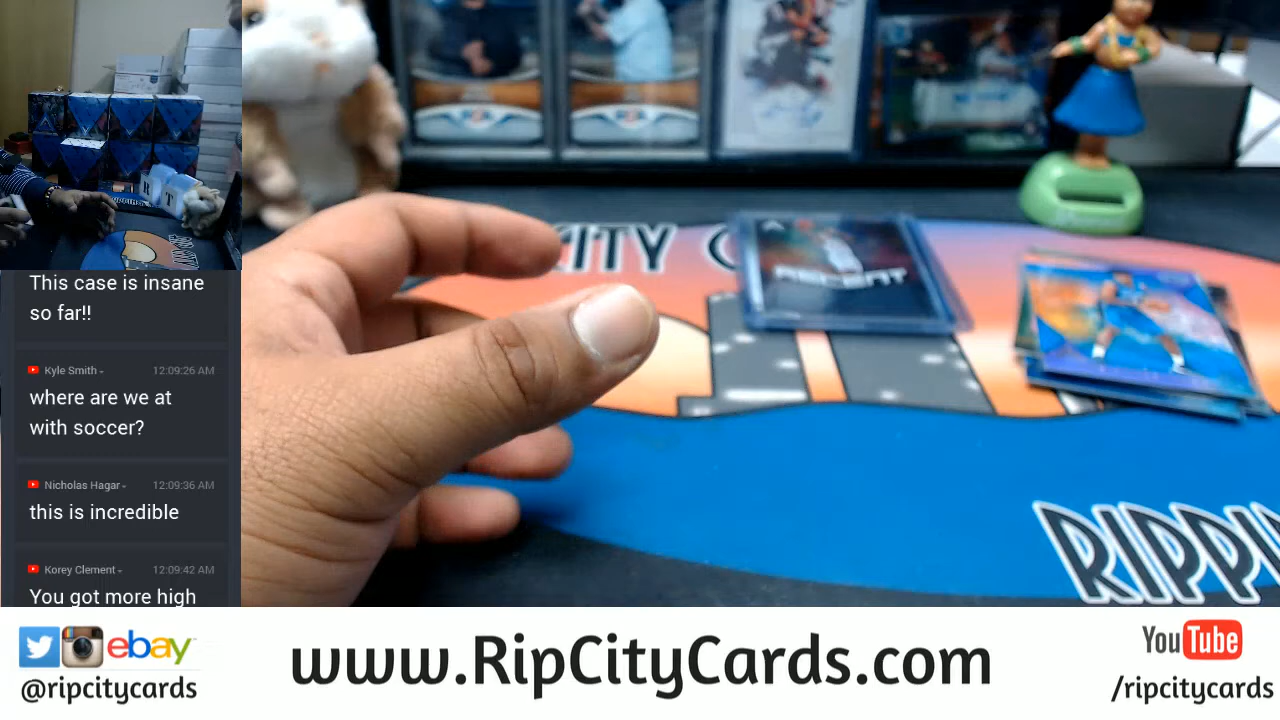 This case is insane
so far!!
Kyle Smith
12:09:26 AM
where are we at
with soccer?
Nicholas Hagar
12:09:36 AM
this is incredible
Korey Clement
12:09:42 AM
You got more high
CITY C
RIPPI
R
T
ebay
@ripcitycards
www.RipCityCards.com
YouTube
/ripcitycards